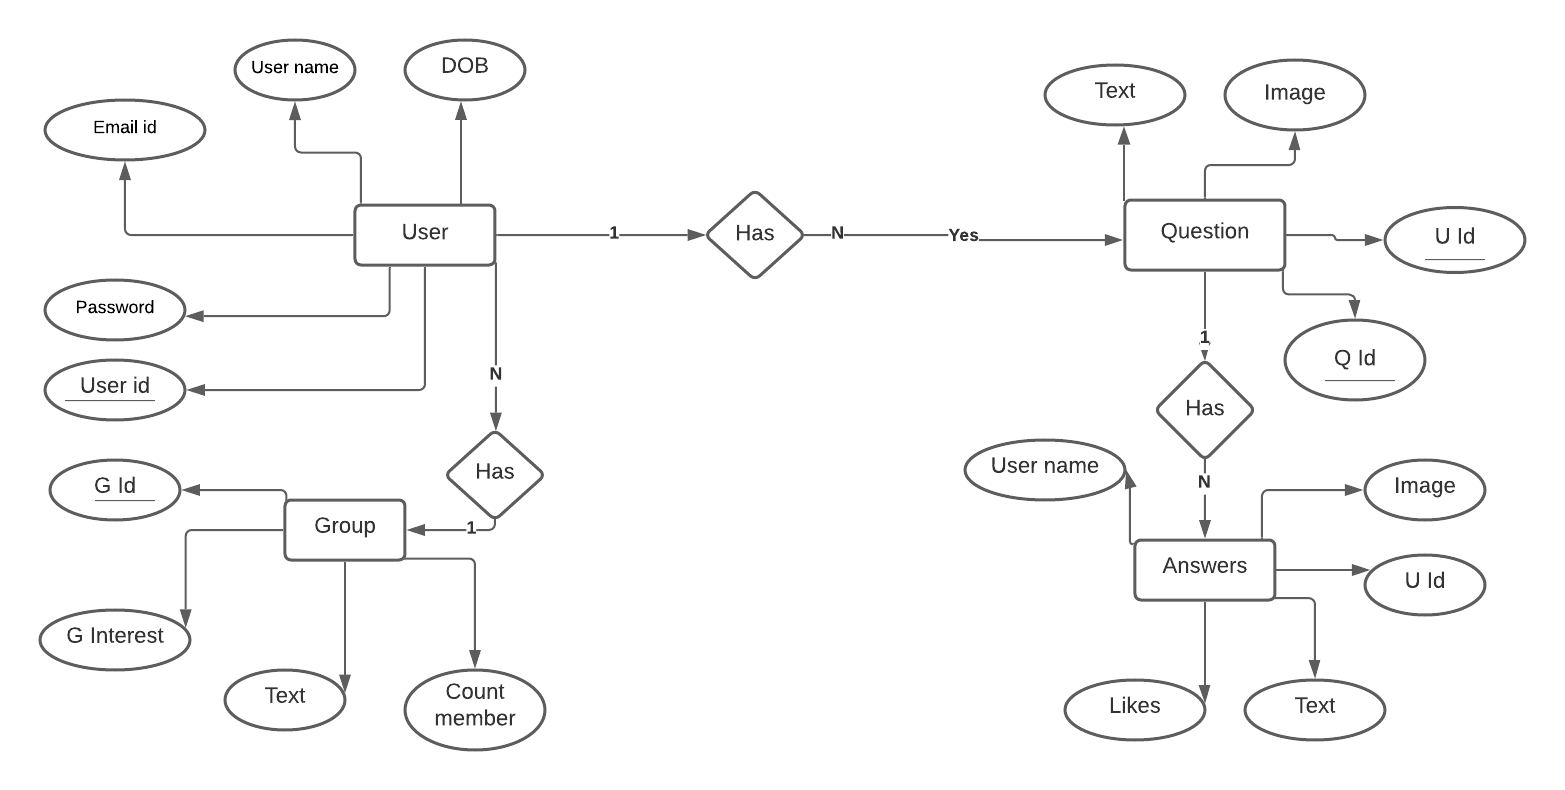 User name
DOB
Email id
Text
Image
User
1
Has
N
Yes
Question
U Id
Password
User id
N
1
Q Id
Has
Has
G Id
Group
1
User name
N
Image
Answers
U Id
G Interest
Text
Count
member
Likes
Text